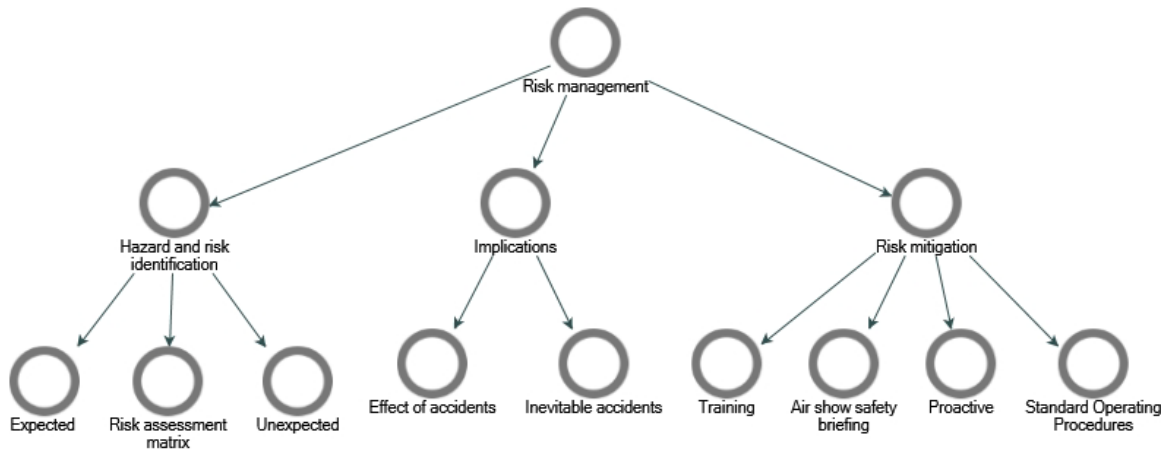 Risk management
Hazard and risk
identification
Implications
Risk mitigation
Expected
Risk assessment
matrix
Unexpected
Effect of accidents
Inevitable accidents
Training
Air show safety
briefing
Proactive
Standard Operating
Procedures